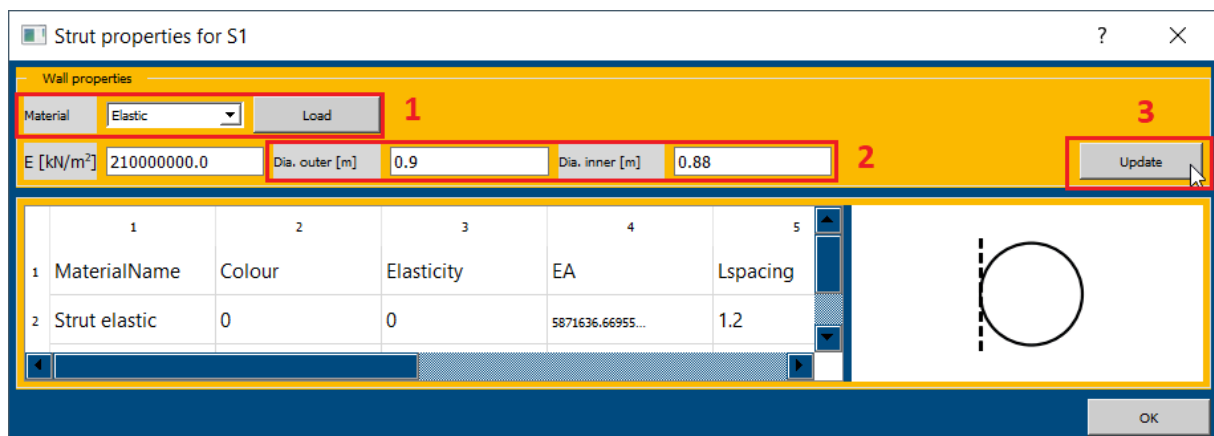 Strut properties for S1 ? ×
Wall properties
Material Elastic Load 1 3
E [kN/m²] 210000000.0 Dia. outer [m] 0.9 Dia. inner [m] 0.88 2 Update
1 2 3 4 5
1 MaterialName Colour Elasticity EA Lspacing
2 Strut elastic 0 0 5871636.66955... 1.2
OK